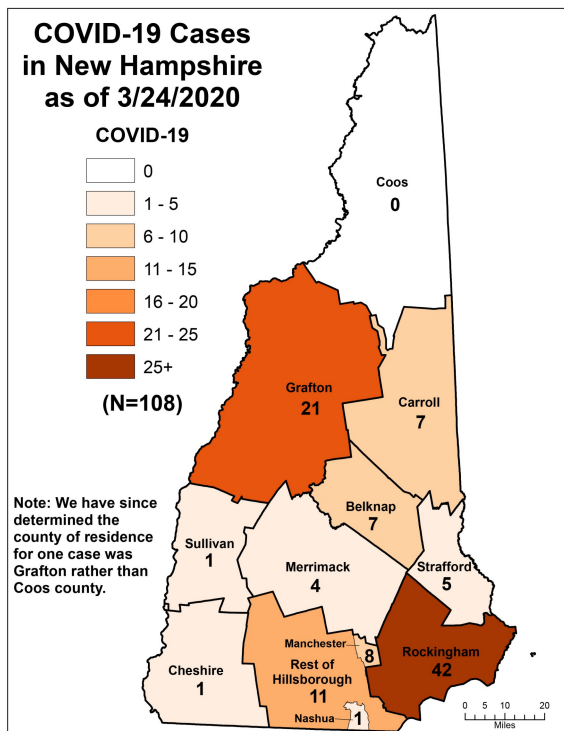 COVID-19 Cases
in New Hampshire
as of 3/24/2020
COVID-19
0
1 - 5
6 - 10
11 - 15
16 - 20
21 - 25
25+
(N=108)
Coos
0
Grafton
21
Carroll
7
Belknap
7
Note: We have since
determined the
county of residence
for one case was
Grafton rather than
Coos county.
Sullivan
1
Merrimack
4
Strafford
5
Manchester
8
Rockingham
42
Cheshire
1
Rest of
Hillsborough
11
Nashua
1
0 5 10 20
Miles